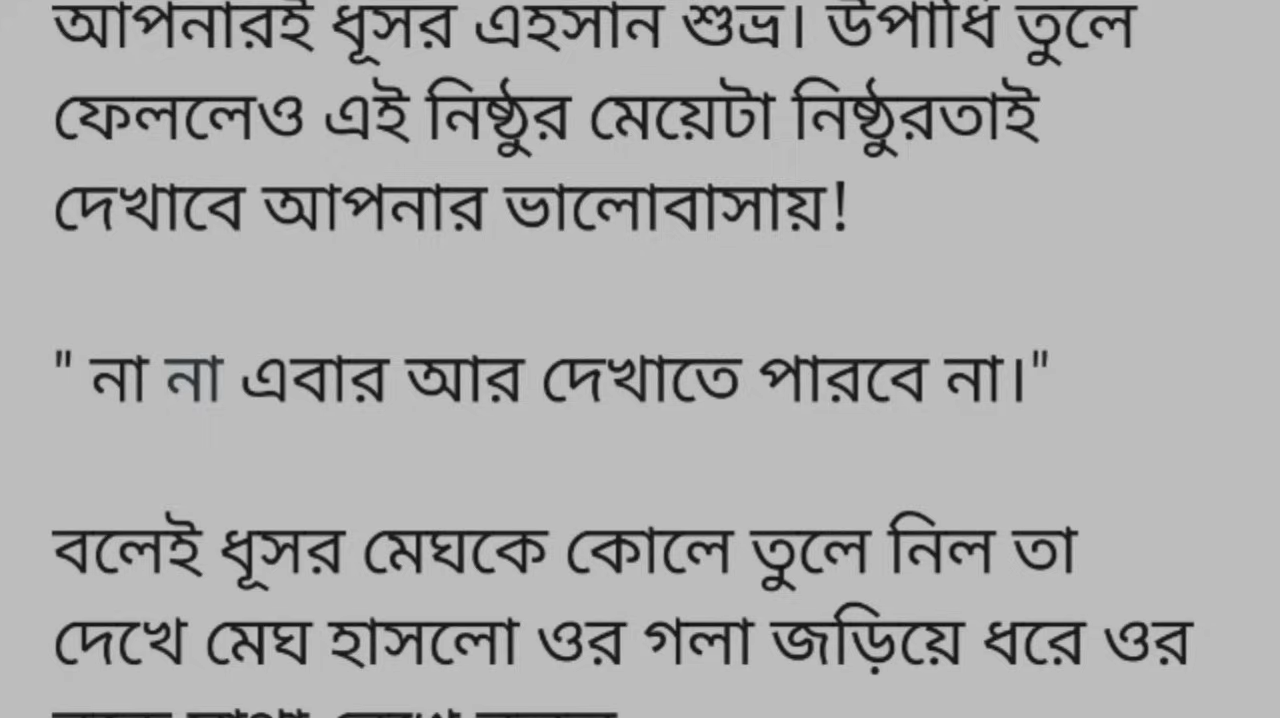 আপনারই ধূসর এহসান শুভ্র। উপাধি তুলে
ফেললেও এই নিষ্ঠুর মেয়েটা নিষ্ঠুরতাই
দেখাবে আপনার ভালোবাসায়!
" না না এবার আর দেখাতে পারবে না।"
বলেই ধূসর মেঘকে কোলে তুলে নিল তা
দেখে মেঘ হাসলো ওর গলা জড়িয়ে ধরে ওর